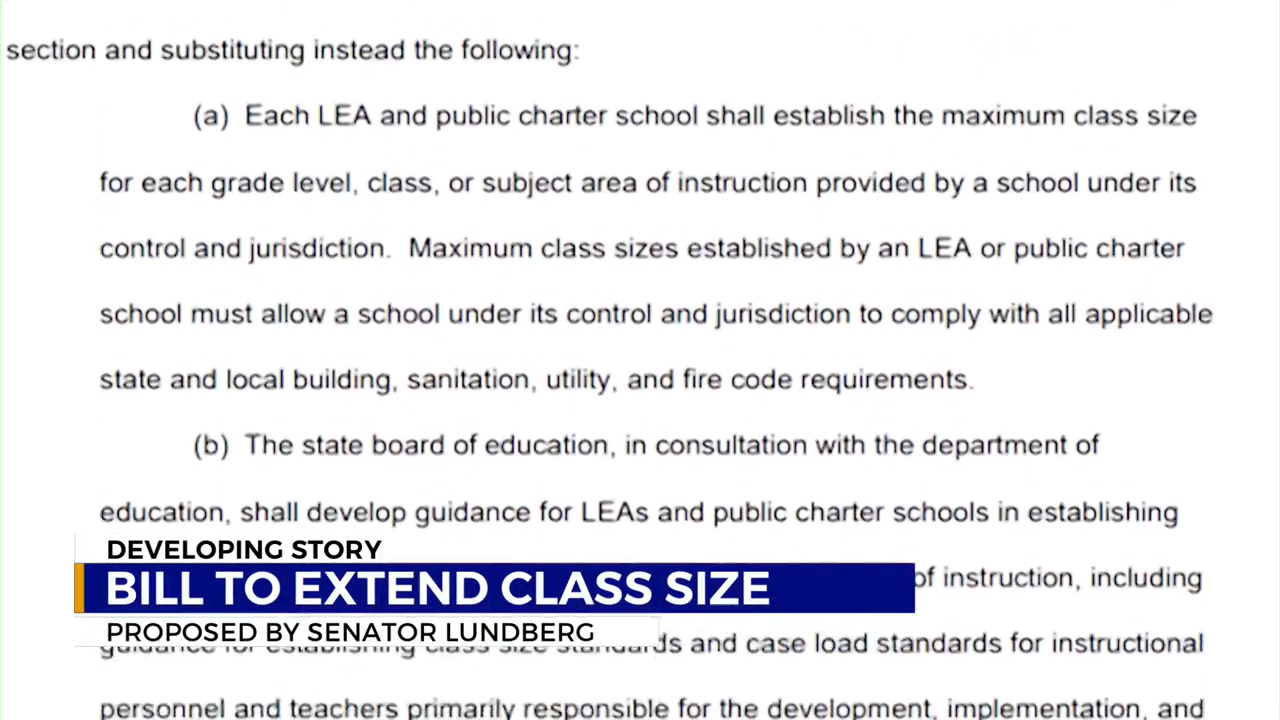 section and substituting instead the following:
(a) Each LEA and public charter school shall establish the maximum class size
for each grade level, class, or subject area of instruction provided by a school under its
control and jurisdiction. Maximum class sizes established by an LEA or public charter
school must allow a school under its control and jurisdiction to comply with all applicable
state and local building, sanitation, utility, and fire code requirements.
(b) The state board of education, in consultation with the department of
education, shall develop guidance for LEAs and public charter schools in establishing
DEVELOPING STORY
BILL TO EXTEND CLASS SIZE
of instruction, including
PROPOSED BY SENATOR LUNDBERG
guidance for establishing class size standards and case load standards for instructional
personnel and teachers primarily responsible for the development, implementation, and